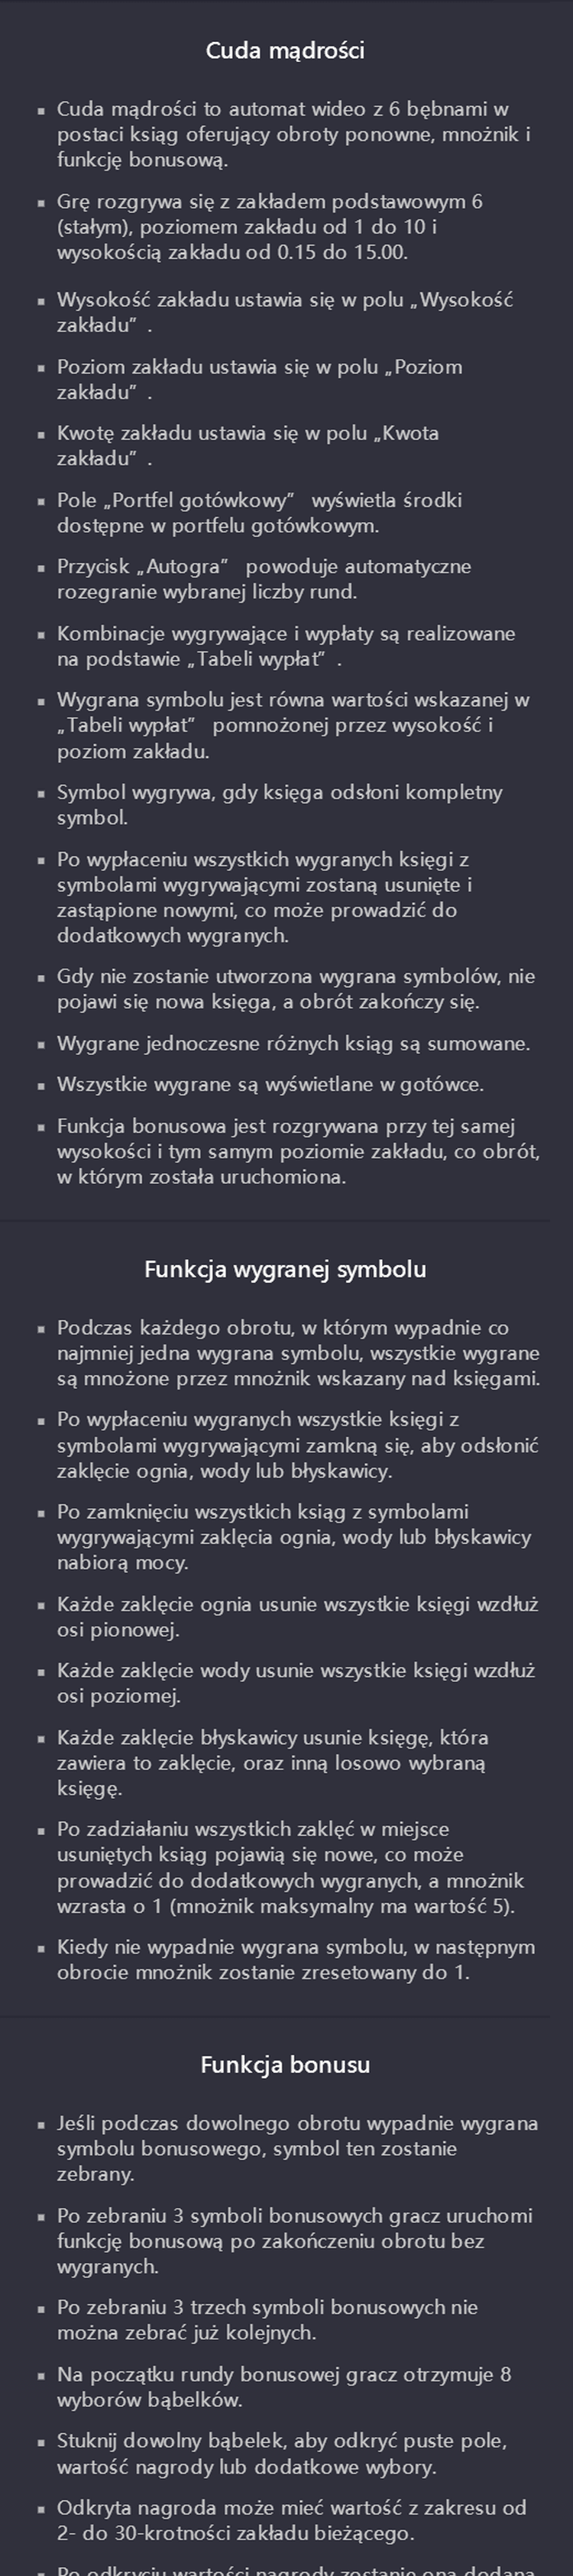 Cuda mądrości
▪ Cuda mądrości to automat wideo z 6 bębnami w
postaci ksiąg oferujący obroty ponowne, mnożnik i
funkcję bonusową.
▪ Grę rozgrywa się z zakładem podstawowym 6
(stałym), poziomem zakładu od 1 do 10 i
wysokością zakładu od 0.15 do 15.00.
▪ Wysokość zakładu ustawia się w polu „Wysokość
zakładu” .
▪ Poziom zakładu ustawia się w polu „Poziom
zakładu” .
▪ Kwotę zakładu ustawia się w polu „Kwota
zakładu” .
▪ Pole „Portfel gotówkowy” wyświetla środki
dostępne w portfelu gotówkowym.
▪ Przycisk „Autogra” powoduje automatyczne
rozegranie wybranej liczby rund.
▪ Kombinacje wygrywające i wypłaty są realizowane
na podstawie „Tabeli wypłat” .
▪ Wygrana symbolu jest równa wartości wskazanej w
„Tabeli wypłat” pomnożonej przez wysokość i
poziom zakładu.
▪ Symbol wygrywa, gdy księga odsłoni kompletny
symbol.
▪ Po wypłaceniu wszystkich wygranych księgi z
symbolami wygrywającymi zostaną usunięte i
zastąpione nowymi, co może prowadzić do
dodatkowych wygranych.
▪ Gdy nie zostanie utworzona wygrana symbolów, nie
pojawi się nowa księga, a obrót zakończy się.
▪ Wygrane jednoczesne różnych ksiąg są sumowane.
▪ Wszystkie wygrane są wyświetlane w gotówce.
▪ Funkcja bonusowa jest rozgrywana przy tej samej
wysokości i tym samym poziomie zakładu, co obrót,
w którym została uruchomiona.
Funkcja wygranej symbolu
▪ Podczas każdego obrotu, w którym wypadnie co
najmniej jedna wygrana symbolu, wszystkie wygrane
są mnożone przez mnożnik wskazany nad księgami.
▪ Po wypłaceniu wygranych wszystkie księgi z
symbolami wygrywającymi zamkną się, aby odsłonić
zaklęcie ognia, wody lub błyskawicy.
▪ Po zamknięciu wszystkich ksiąg z symbolami
wygrywającymi zaklęcia ognia, wody lub błyskawicy
nabiorą mocy.
▪ Każde zaklęcie ognia usunie wszystkie księgi wzdłuż
osi pionowej.
▪ Każde zaklęcie wody usunie wszystkie księgi wzdłuż
osi poziomej.
▪ Każde zaklęcie błyskawicy usunie księgę, która
zawiera to zaklęcie, oraz inną losowo wybraną
księgę.
▪ Po zadziałaniu wszystkich zaklęć w miejsce
usuniętych ksiąg pojawią się nowe, co może
prowadzić do dodatkowych wygranych, a mnożnik
wzrasta o 1 (mnożnik maksymalny ma wartość 5).
▪ Kiedy nie wypadnie wygrana symbolu, w następnym
obrocie mnożnik zostanie zresetowany do 1.
Funkcja bonusu
▪ Jeśli podczas dowolnego obrotu wypadnie wygrana
symbolu bonusowego, symbol ten zostanie
zebrany.
▪ Po zebraniu 3 symboli bonusowych gracz uruchomi
funkcję bonusową po zakończeniu obrotu bez
wygranych.
▪ Po zebraniu 3 trzech symboli bonusowych nie
można zebrać już kolejnych.
▪ Na początku rundy bonusowej gracz otrzymuje 8
wyborów bąbelków.
▪ Stuknij dowolny bąbelek, aby odkryć puste pole,
wartość nagrody lub dodatkowe wybory.
▪ Odkryta nagroda może mieć wartość z zakresu od
2- do 30-krotności zakładu bieżącego.
▪ Po odkryciu wartości nagrody zostanie ona dodana